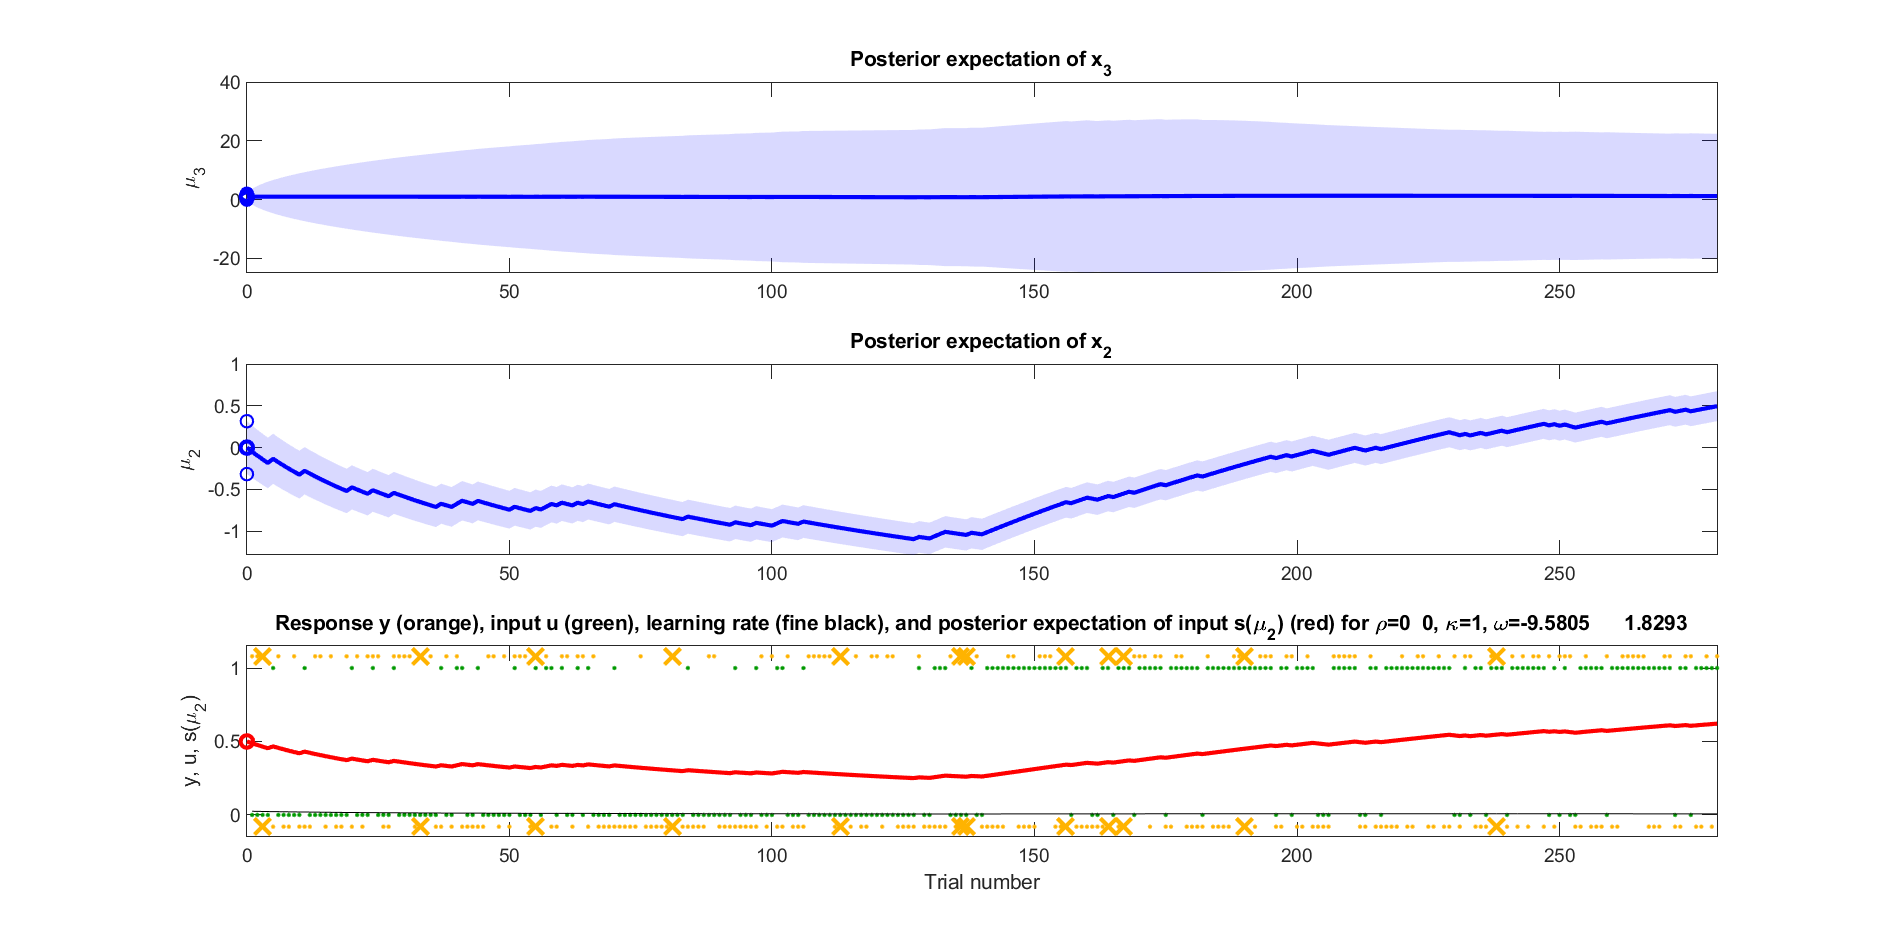 Posterior expectation of x3
40
20
0
-20
μ3
0 50 100 150 200 250
Posterior expectation of x2
1
0.5
0
-0.5
-1
μ2
0 50 100 150 200 250
Response y (orange), input u (green), learning rate (fine black), and posterior expectation of input s(μ2) (red) for ρ=0 0, κ=1, ω=-9.5805 1.8293
1
0.5
0
y, u, s(μ2)
0 50 100 150 200 250
Trial number